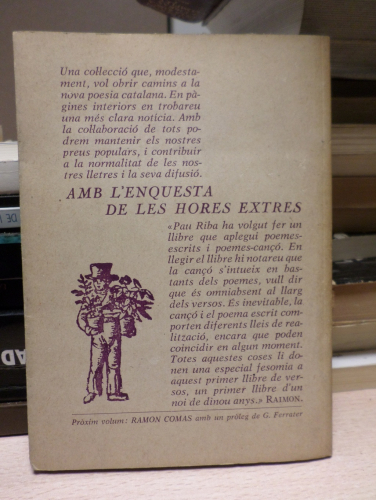 Una collecció que, modesta-
ment, vol obrir camins a la
nova poesia catalana. En pà-
gines interiors en trobareu
una més clara notícia. Amb
la collaboració de tots po-
drem mantenir els nostres
preus populars, i contribuir
a la normalitat de les nos-
tres lletres i la seva difusió.
AMB L'ENQUESTA
DE LES HORES EXTRES
«Pau Riba ha volgut fer un
llibre que aplegui poemes-
escrits i poemes-cançó. En
llegir el llibre hi notareu que
la cançó s'intueix en bas-
tants dels poemes, vull dir
que és omniabsent al llarg
dels versos. És inevitable, la
cançó i el poema escrit com-
porten diferents lleis de rea-
lització, encara que poden
coincidir en algun moment.
Totes aquestes coses li do-
nen una especial fesomia a
aquest primer llibre de ver-
sos, un primer llibre d'un
noi de dinou anys.» RAIMON.
Pròxim volum: RAMON COMAS amb un pròleg de G. Ferrater